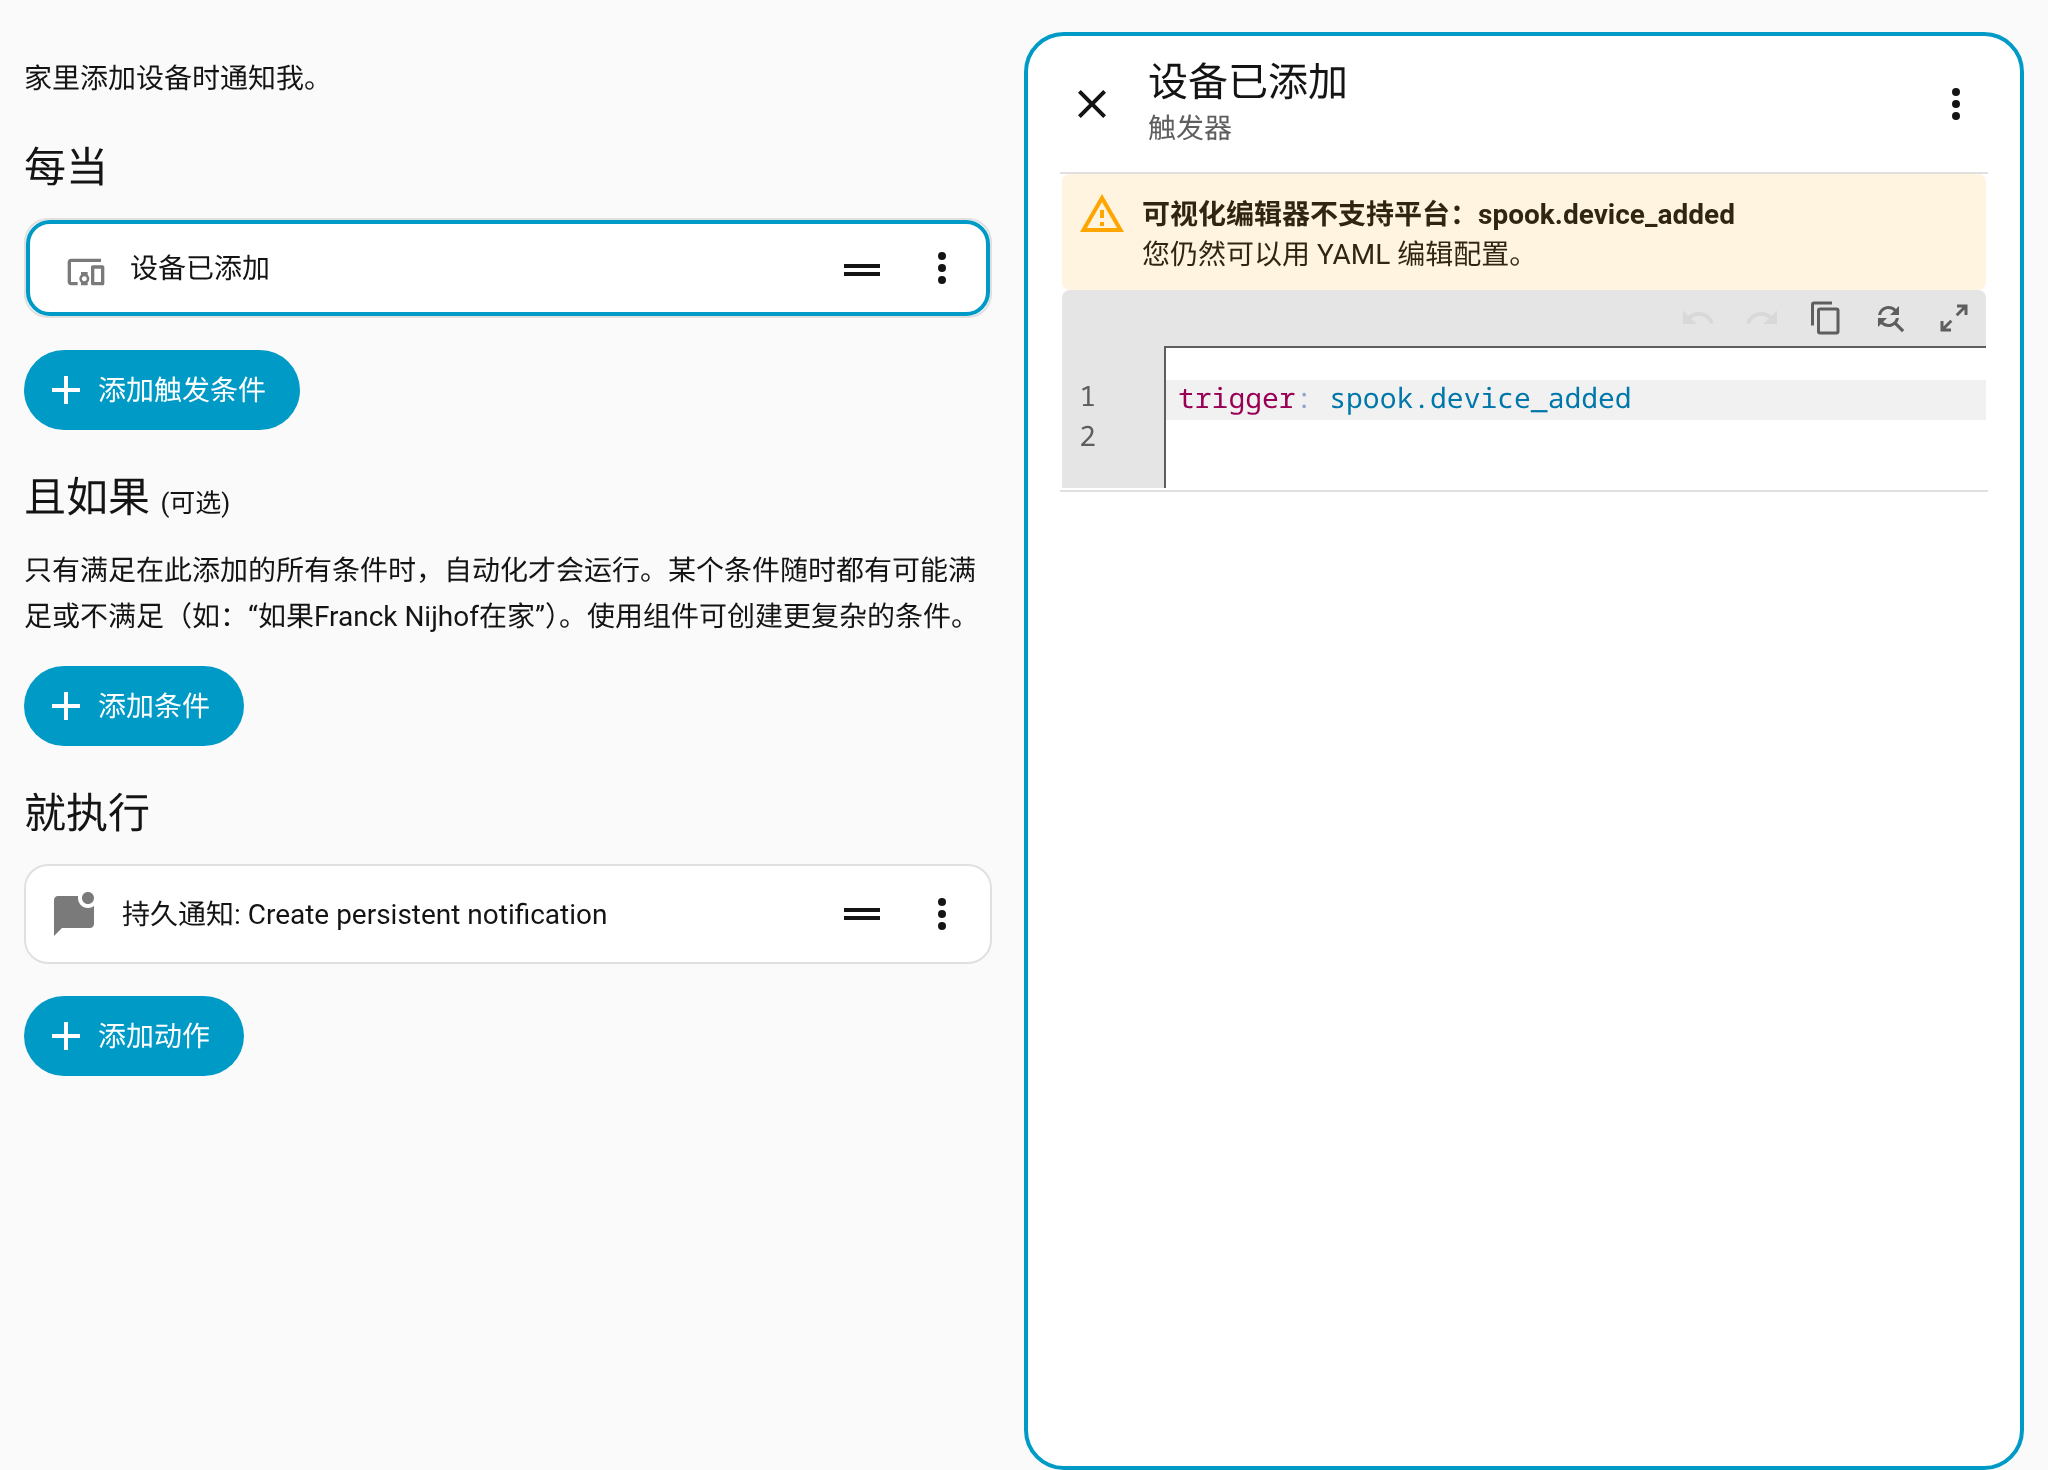 家里添加设备时通知我。
每当
设备已添加
添加触发条件
且如果 (可选)
只有满足在此添加的所有条件时，自动化才会运行。某个条件随时都有可能满
足或不满足（如：“如果Franck Nijhof在家”）。使用组件可创建更复杂的条件。
添加条件
就执行
持久通知: Create persistent notification
添加动作
设备已添加
触发器
可视化编辑器不支持平台：spook.device_added
您仍然可以用 YAML 编辑配置。
1 trigger: spook.device_added
2